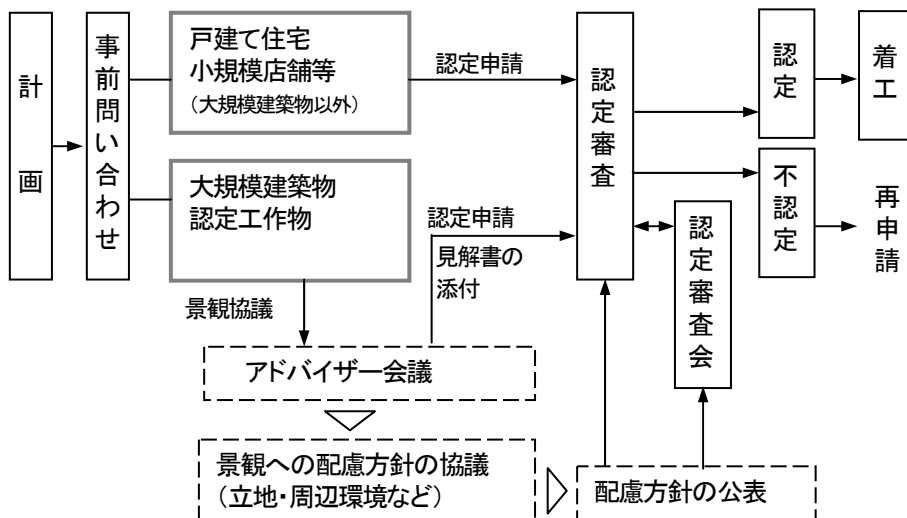 計画
事前問い合わせ
戸建て住宅
小規模店舗等
（大規模建築物以外）
認定申請
大規模建築物
認定工作物
認定申請
見解書の
添付
景観協議
アドバイザー会議
景観への配慮方針の協議
（立地・周辺環境など）
配慮方針の公表
認定審査
認定審査会
認定
着工
不認定
再申請